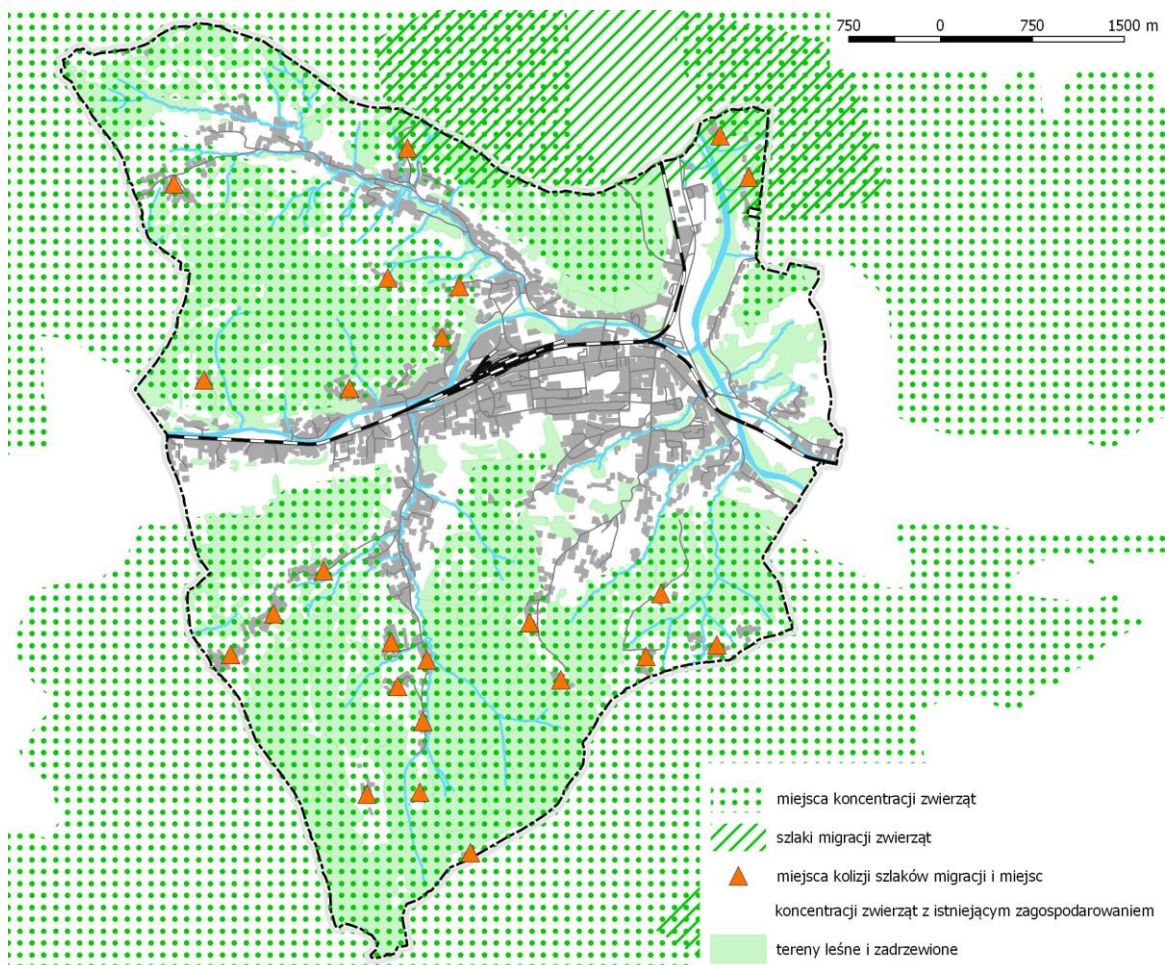 750 0 750 1500 m
miejsca koncentracji zwierząt
szlaki migracji zwierząt
miejsca kolizji szlaków migracji i miejsc
koncentracji zwierząt z istniejącym zagospodarowaniem
tereny leśne i zadrzewione